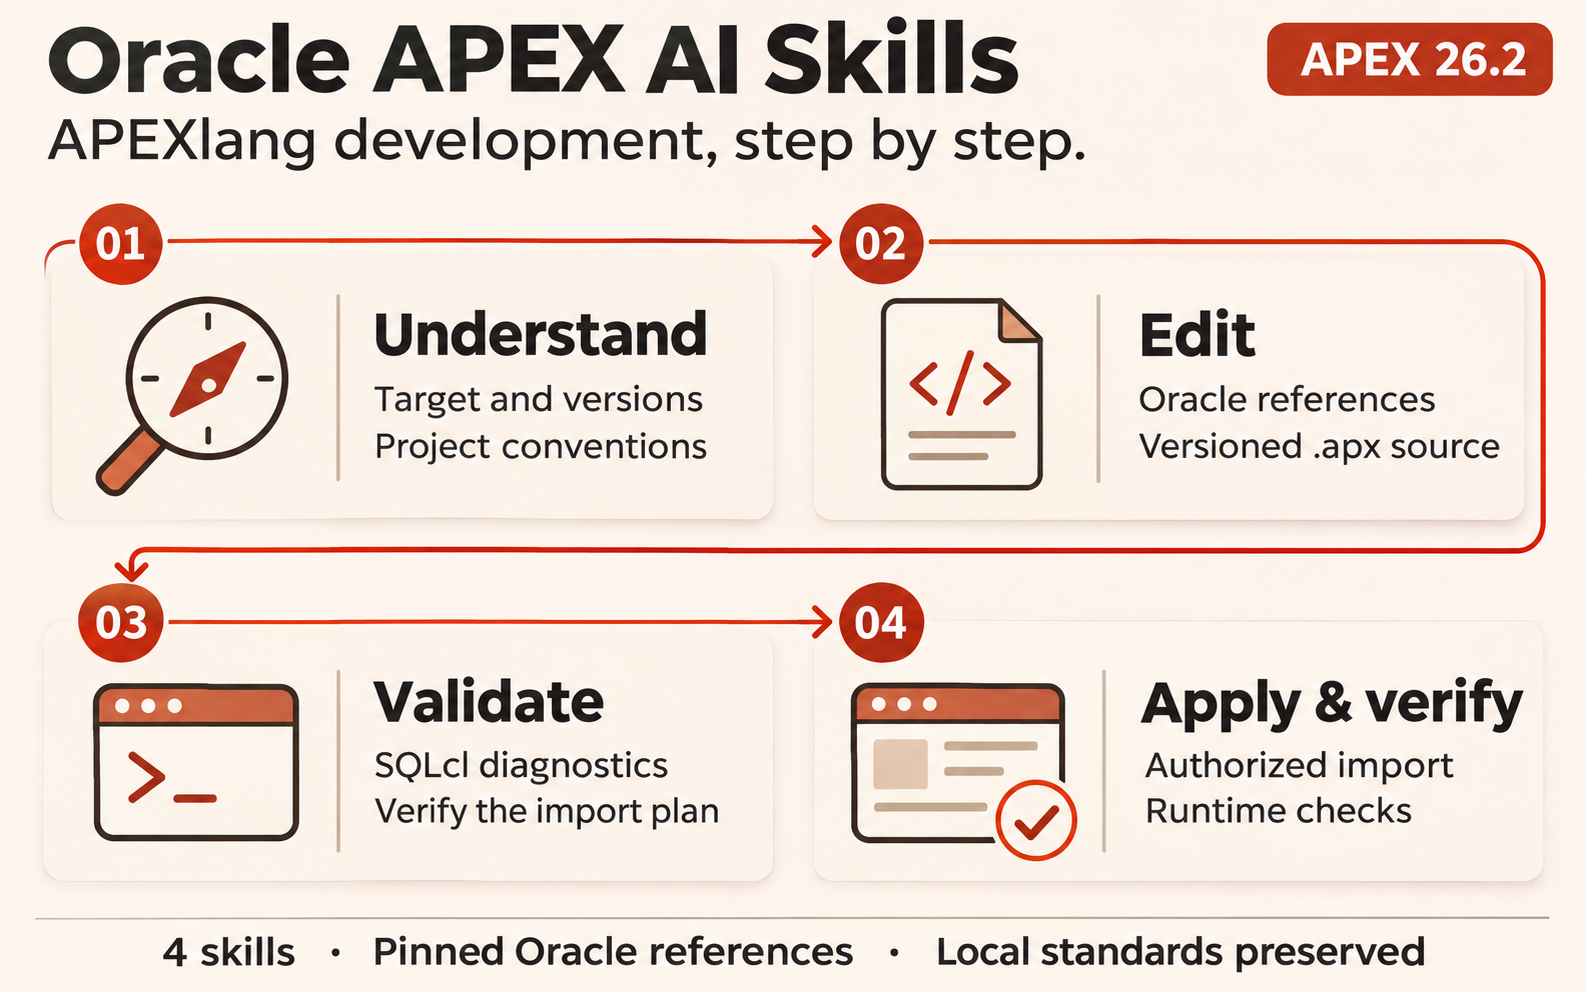 Oracle APEX AI Skills
APEX 26.2
APEXlang development, step by step.
01
Understand
Target and versions
Project conventions
02
</>
Edit
Oracle references
Versioned .apx source
03
>_
Validate
SQLcl diagnostics
Verify the import plan
04
Apply & verify
Authorized import
Runtime checks
4 skills • Pinned Oracle references • Local standards preserved